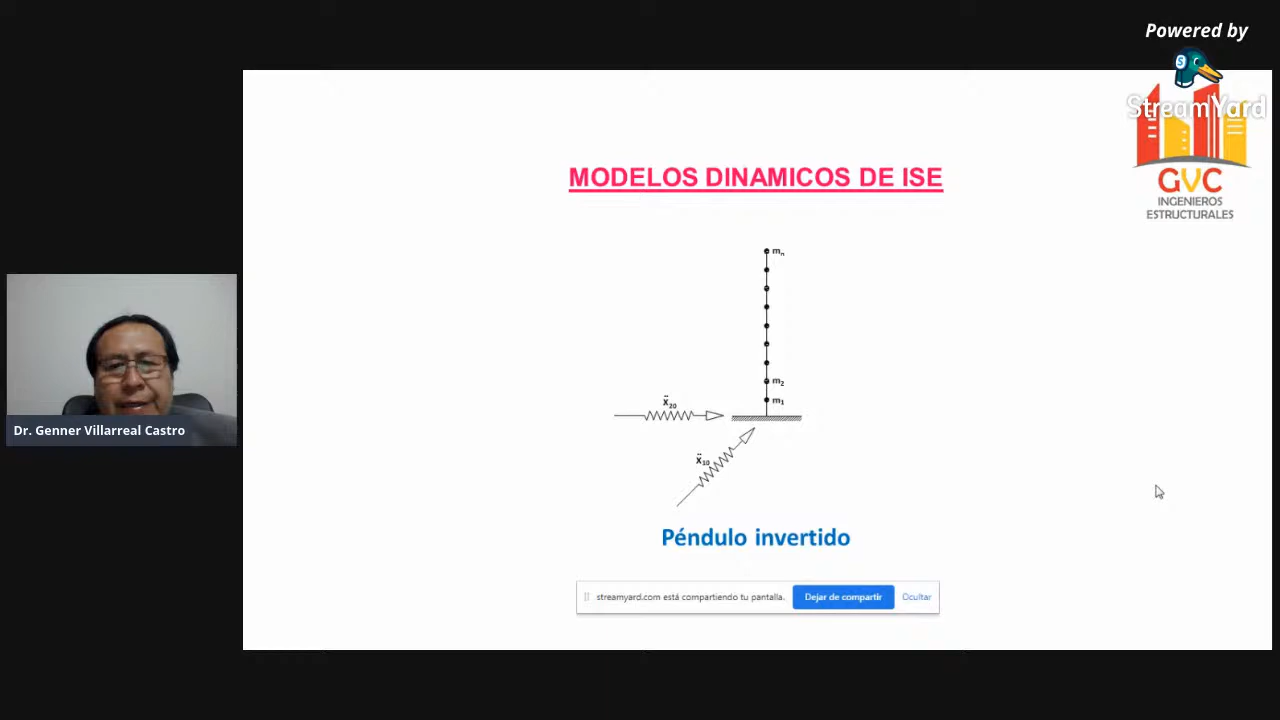 Powered by
StreamYard
GVC
INGENIEROS
ESTRUCTURALES
MODELOS DINAMICOS DE ISE
mn
m2
m1
ẍ20
ẍ10
Dr. Genner Villarreal Castro
Péndulo invertido
streamyard.com está compartiendo tu pantalla.
Dejar de compartir
Ocultar